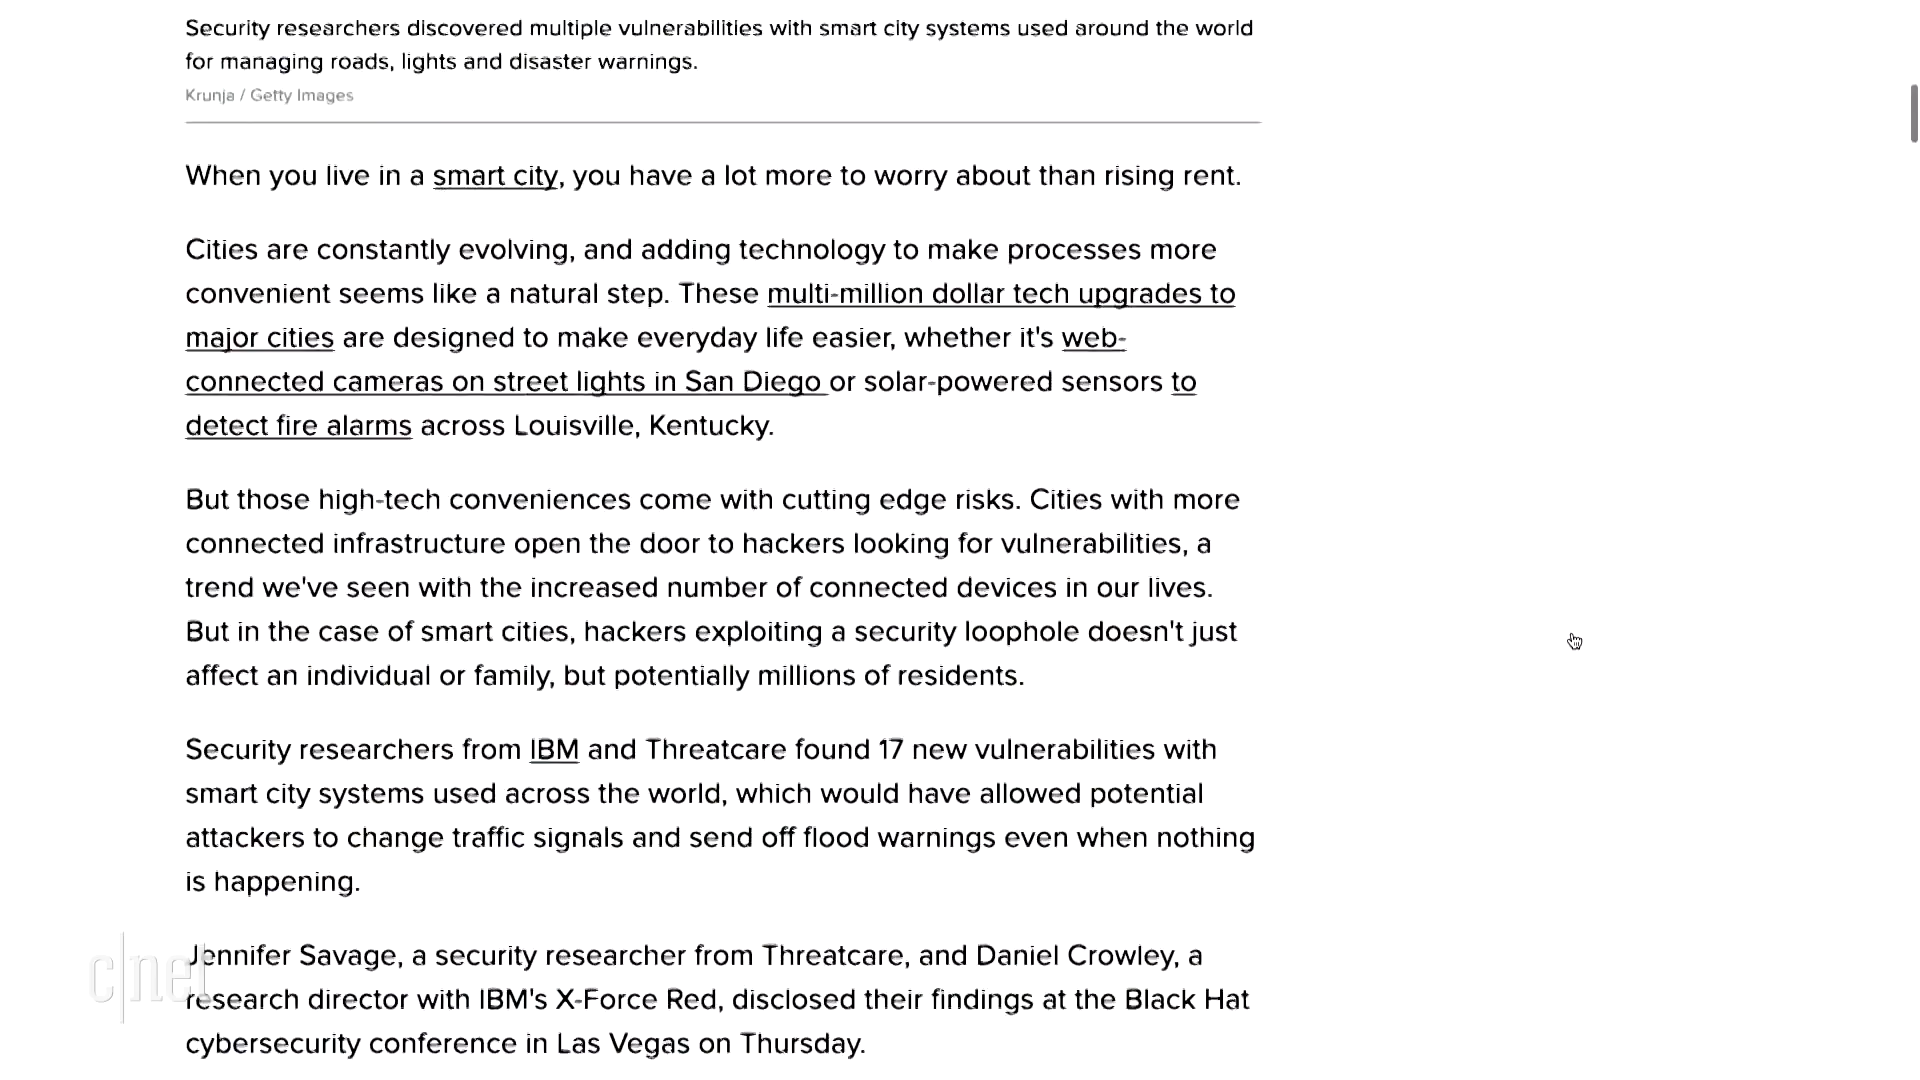 Security researchers discovered multiple vulnerabilities with smart city systems used around the world
for managing roads, lights and disaster warnings.
Krunja / Getty Images
When you live in a smart city, you have a lot more to worry about than rising rent.
Cities are constantly evolving, and adding technology to make processes more
convenient seems like a natural step. These multi-million dollar tech upgrades to
major cities are designed to make everyday life easier, whether it's web-
connected cameras on street lights in San Diego or solar-powered sensors to
detect fire alarms across Louisville, Kentucky.
But those high-tech conveniences come with cutting edge risks. Cities with more
connected infrastructure open the door to hackers looking for vulnerabilities, a
trend we've seen with the increased number of connected devices in our lives.
But in the case of smart cities, hackers exploiting a security loophole doesn't just
affect an individual or family, but potentially millions of residents.
Security researchers from IBM and Threatcare found 17 new vulnerabilities with
smart city systems used across the world, which would have allowed potential
attackers to change traffic signals and send off flood warnings even when nothing
is happening.
Jennifer Savage, a security researcher from Threatcare, and Daniel Crowley, a
research director with IBM's X-Force Red, disclosed their findings at the Black Hat
cybersecurity conference in Las Vegas on Thursday.
c|net